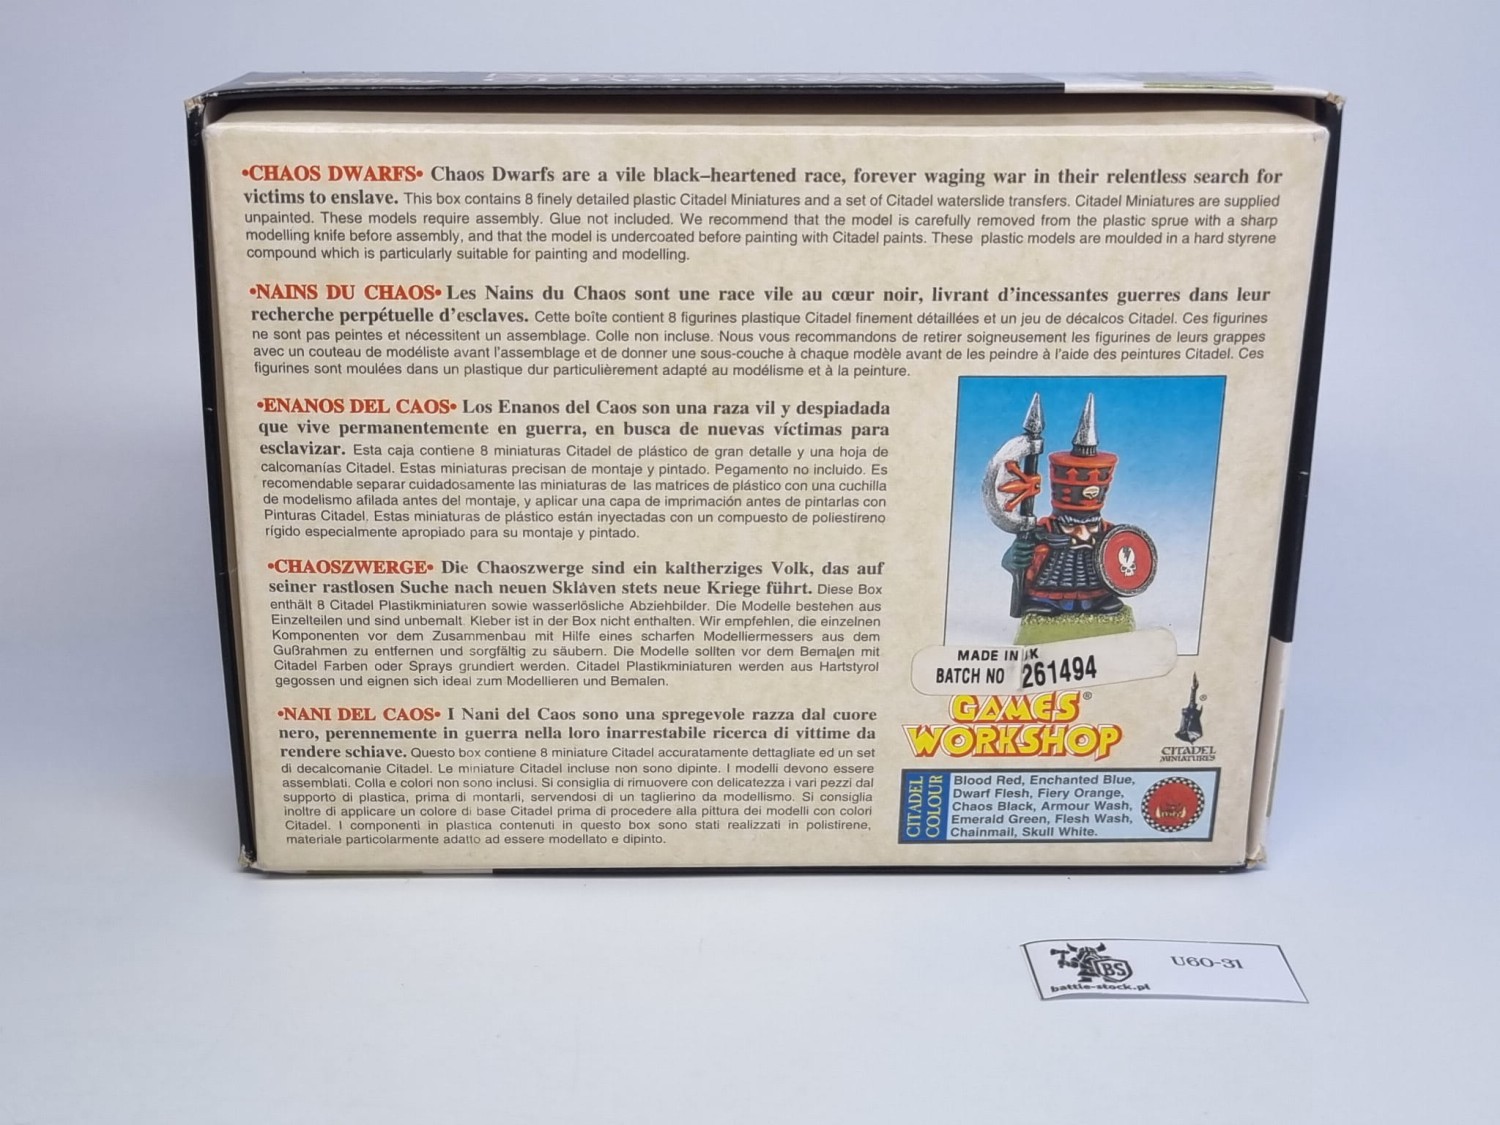 •CHAOS DWARFS• Chaos Dwarfs are a vile black–hearted race, forever waging war in their relentless search for
victims to enslave. This box contains 8 finely detailed plastic Citadel Miniatures and a set of Citadel waterslide transfers. Citadel Miniatures are supplied
unpainted. These models require assembly. Glue not included. We recommend that the model is carefully removed from the plastic sprue with a sharp
modelling knife before assembly, and that the model is undercoated before painting with Citadel paints. These plastic models are moulded in a hard styrene
compound which is particularly suitable for painting and modelling.
•NAINS DU CHAOS• Les Nains du Chaos sont une race vile au cœur noir, livrant d'incessantes guerres dans leur
recherche perpétuelle d'esclaves. Cette boîte contient 8 figurines plastique Citadel finement détaillées et un jeu de décalcos Citadel. Ces figurines
ne sont pas peintes et nécessitent un assemblage. Colle non incluse. Nous vous recommandons de retirer soigneusement les figurines de leurs grappes
avec un couteau de modéliste avant l'assemblage et de donner une sous-couche à chaque modèle avant de les peindre à l'aide des peintures Citadel. Ces
figurines sont moulées dans un plastique dur particulièrement adapté au modélisme et à la peinture.
•ENANOS DEL CAOS• Los Enanos del Caos son una raza vil y despiadada
que vive permanentemente en guerra, en busca de nuevas víctimas para
esclavizar. Esta caja contiene 8 miniaturas Citadel de plástico de gran detalle y una hoja de
calcomanías Citadel. Estas miniaturas precisan de montaje y pintado. Pegamento no incluido. Es
recomendable separar cuidadosamente las miniaturas de las matrices de plástico con una cuchilla
de modelismo afilada antes del montaje, y aplicar una capa de imprimación antes de pintarlas con
Pinturas Citadel. Estas miniaturas de plástico están inyectadas con un compuesto de poliestireno
rígido especialmente apropiado para su montaje y pintado.
•CHAOSZWERGE• Die Chaoszwerge sind ein kaltherziges Volk, das auf
seiner rastlosen Suche nach neuen Sklaven stets neue Kriege führt. Diese Box
enthält 8 Citadel Plastikminiaturen sowie wasserlösliche Abziehbilder. Die Modelle bestehen aus
Einzelteilen und sind unbemalt. Kleber ist in der Box nicht enthalten. Wir empfehlen, die einzelnen
Komponenten vor dem Zusammenbau mit Hilfe eines scharfen Modelliermessers aus dem
Gußrahmen zu entfernen und sorgfältig zu säubern. Die Modelle sollten vor dem Bemalen mit
Citadel Farben oder Sprays grundiert werden. Citadel Plastikminiaturen werden aus Hartstyrol
gegossen und eignen sich ideal zum Modellieren und Bemalen.
•NANI DEL CAOS• I Nani del Caos sono una spregevole razza dal cuore
nero, perennemente in guerra nella loro inarrestabile ricerca di vittime da
rendere schiave. Questo box contiene 8 miniature Citadel accuratamente dettagliate ed un set
di decalcomanie Citadel. Le miniature Citadel incluse non sono dipinte. I modelli devono essere
assemblati. Colla e colori non sono inclusi. Si consiglia di rimuovere con delicatezza i vari pezzi dal
supporto di plastica, prima di montarli, servendosi di un taglierino da modellismo. Si consiglia
inoltre di applicare un colore di base Citadel prima di procedere alla pittura dei modelli con colori
Citadel. I componenti in plastica contenuti in questo box sono stati realizzati in polistirene,
materiale particolarmente adatto ad essere modellato e dipinto.
MADE IN UK
BATCH NO 261494
GAMES®
WORKSHOP
®
CITADEL
MINIATURES
CITADEL
COLOUR
Blood Red, Enchanted Blue,
Dwarf Flesh, Fiery Orange,
Chaos Black, Armour Wash,
Emerald Green, Flesh Wash,
Chainmail, Skull White.
BS
battle-stock.pl
U60-31